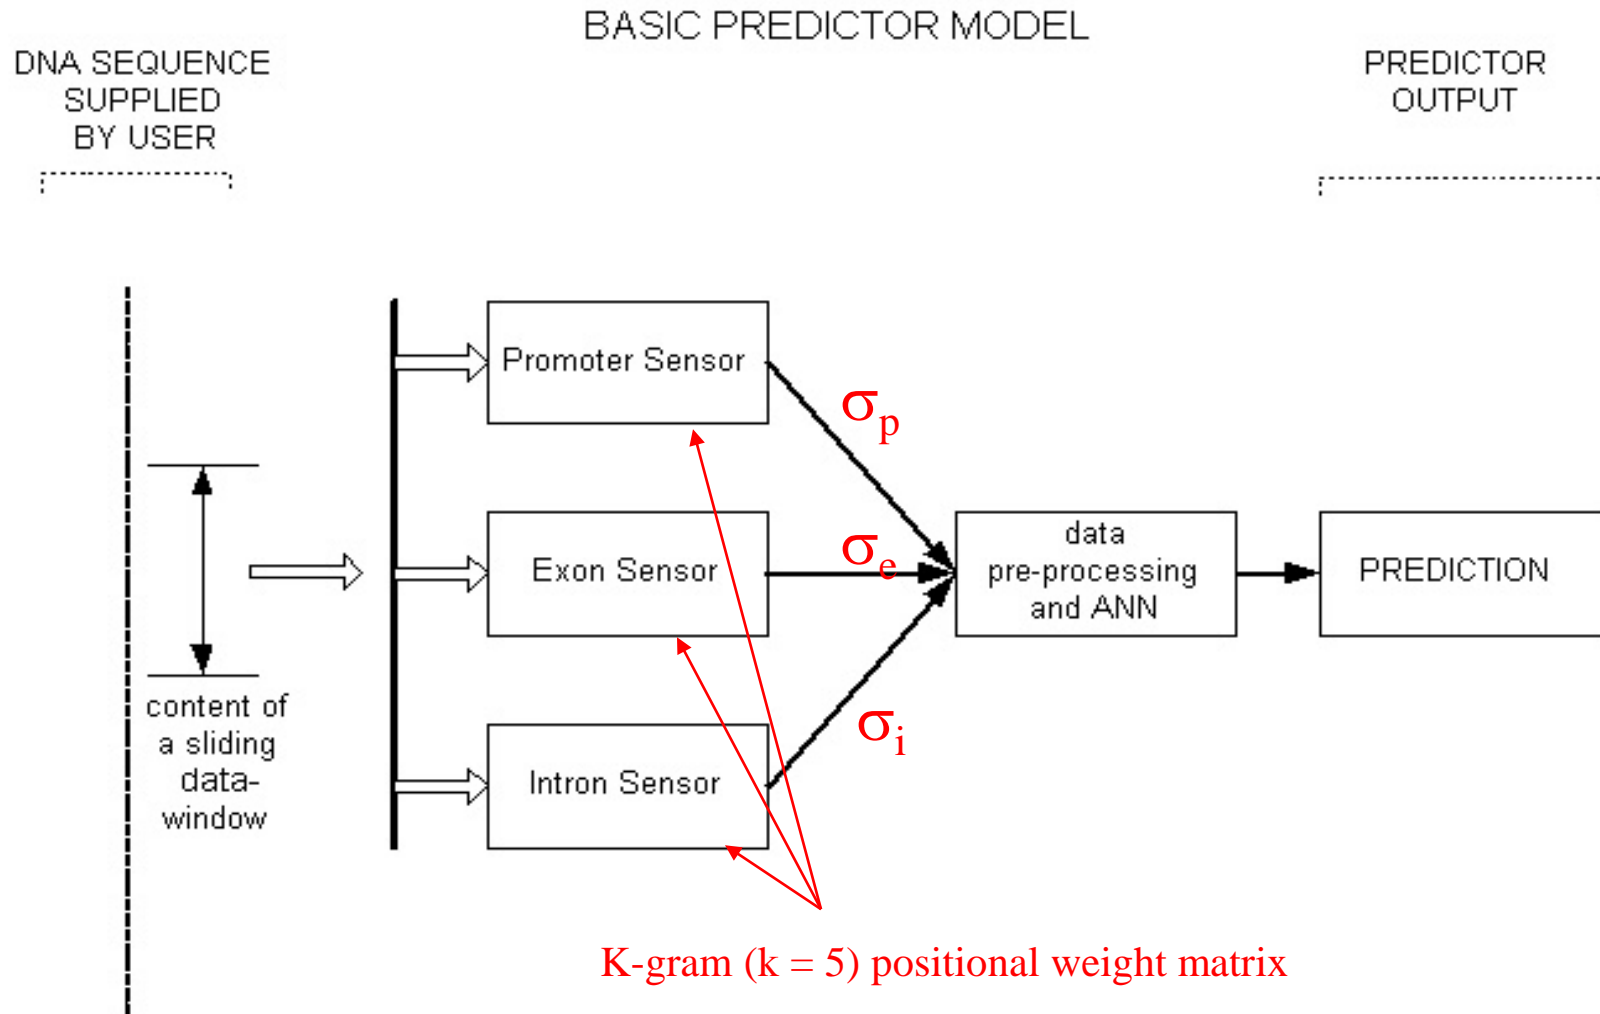 BASIC PREDICTOR MODEL
DNA SEQUENCE
SUPPLIED
BY USER
PREDICTOR
OUTPUT
Promoter Sensor
σp
Exon Sensor
σe
data
pre-processing
and ANN
PREDICTION
content of
a sliding
data-
window
Intron Sensor
σi
K-gram (k = 5) positional weight matrix